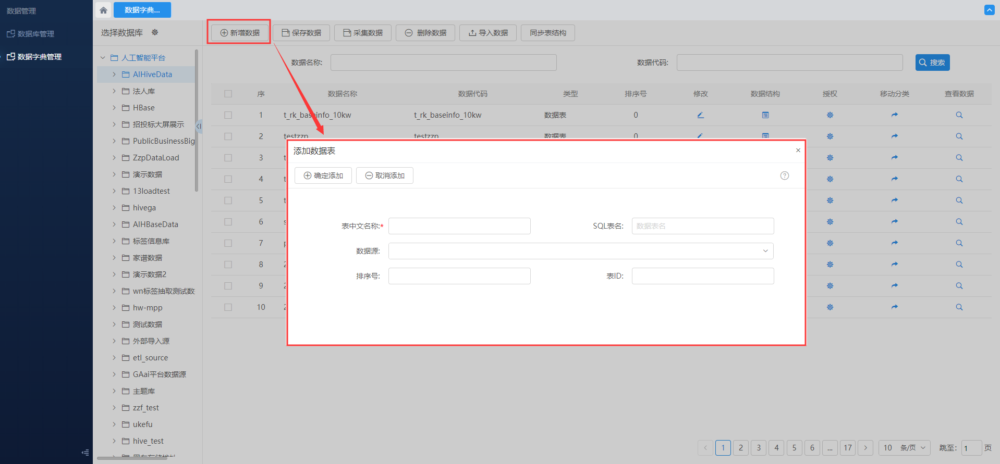 数据管理
数据库管理
数据字典管理
数据字典...
选择数据库
人工智能平台
AIHiveData
法人库
HBase
招投标大屏展示
PublicBusinessBig
ZzpDataLoad
演示数据
13loadtest
hivega
AIHBaseData
标签信息库
家谱数据
演示数据2
wn标签抽取测试数
hw-mpp
测试数据
外部导入源
etl_source
GAai平台数据源
主题库
zzf_test
ukefu
hive_test
新增数据 保存数据 采集数据 删除数据 导入数据 同步表结构
数据名称: 数据代码: 搜索
序 数据名称 数据代码 类型 排序号 修改 数据结构 授权 移动分类 查看数据
1 t_rk_baseinfo_10kw t_rk_baseinfo_10kw 数据表 0
2 testzzp testzzp 数据表 0
3 t
4 t
5 t
6 s
7 p
8 2
9 2
10 2
添加数据表 ×
确定添加 取消添加 ?
表中文名称:* SQL表名: 数据表名
数据源:
排序号: 表ID:
1 2 3 4 5 6 ... 17 10 条/页 跳至: 1 页